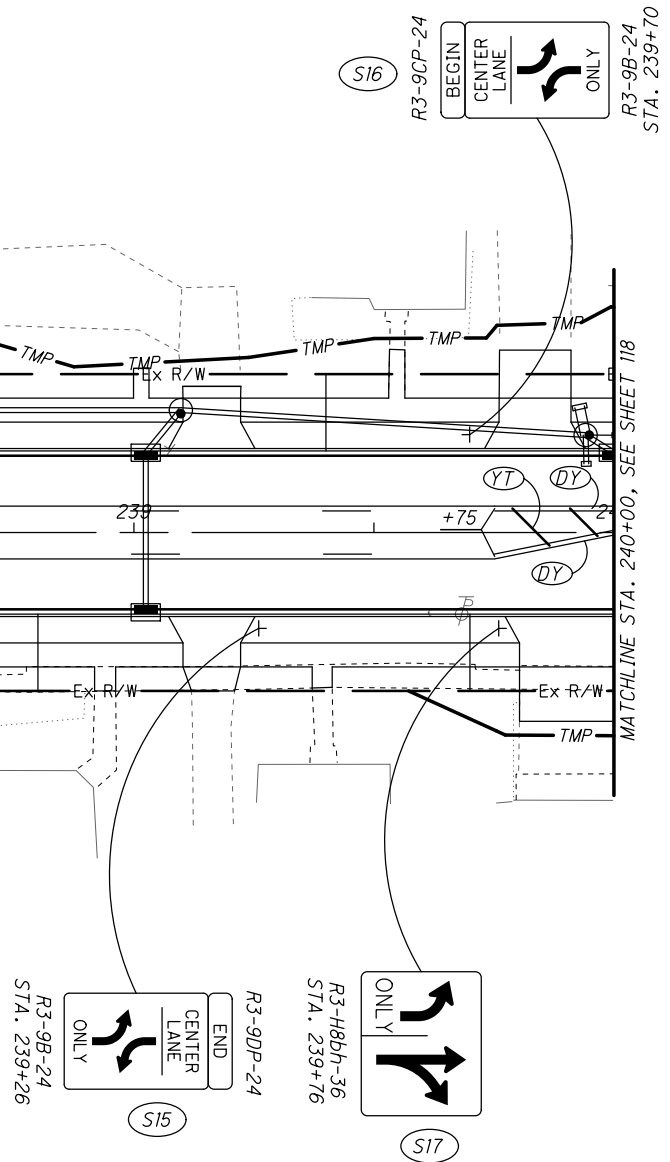 R3-9B-24
STA. 239+70
BEGIN
CENTER
LANE
ONLY
R3-9CP-24
S16
TMP
TMP
TMP
TMP
TMP
Ex R/W
E
MATCHLINE STA. 240+00, SEE SHEET 118
239
+75
24
YT
DY
DY
Ex R/W
Ex R/W
TMP
END
CENTER
LANE
ONLY
R3-9DP-24
R3-9B-24
STA. 239+26
S15
ONLY
R3-H8bh-36
STA. 239+76
S17